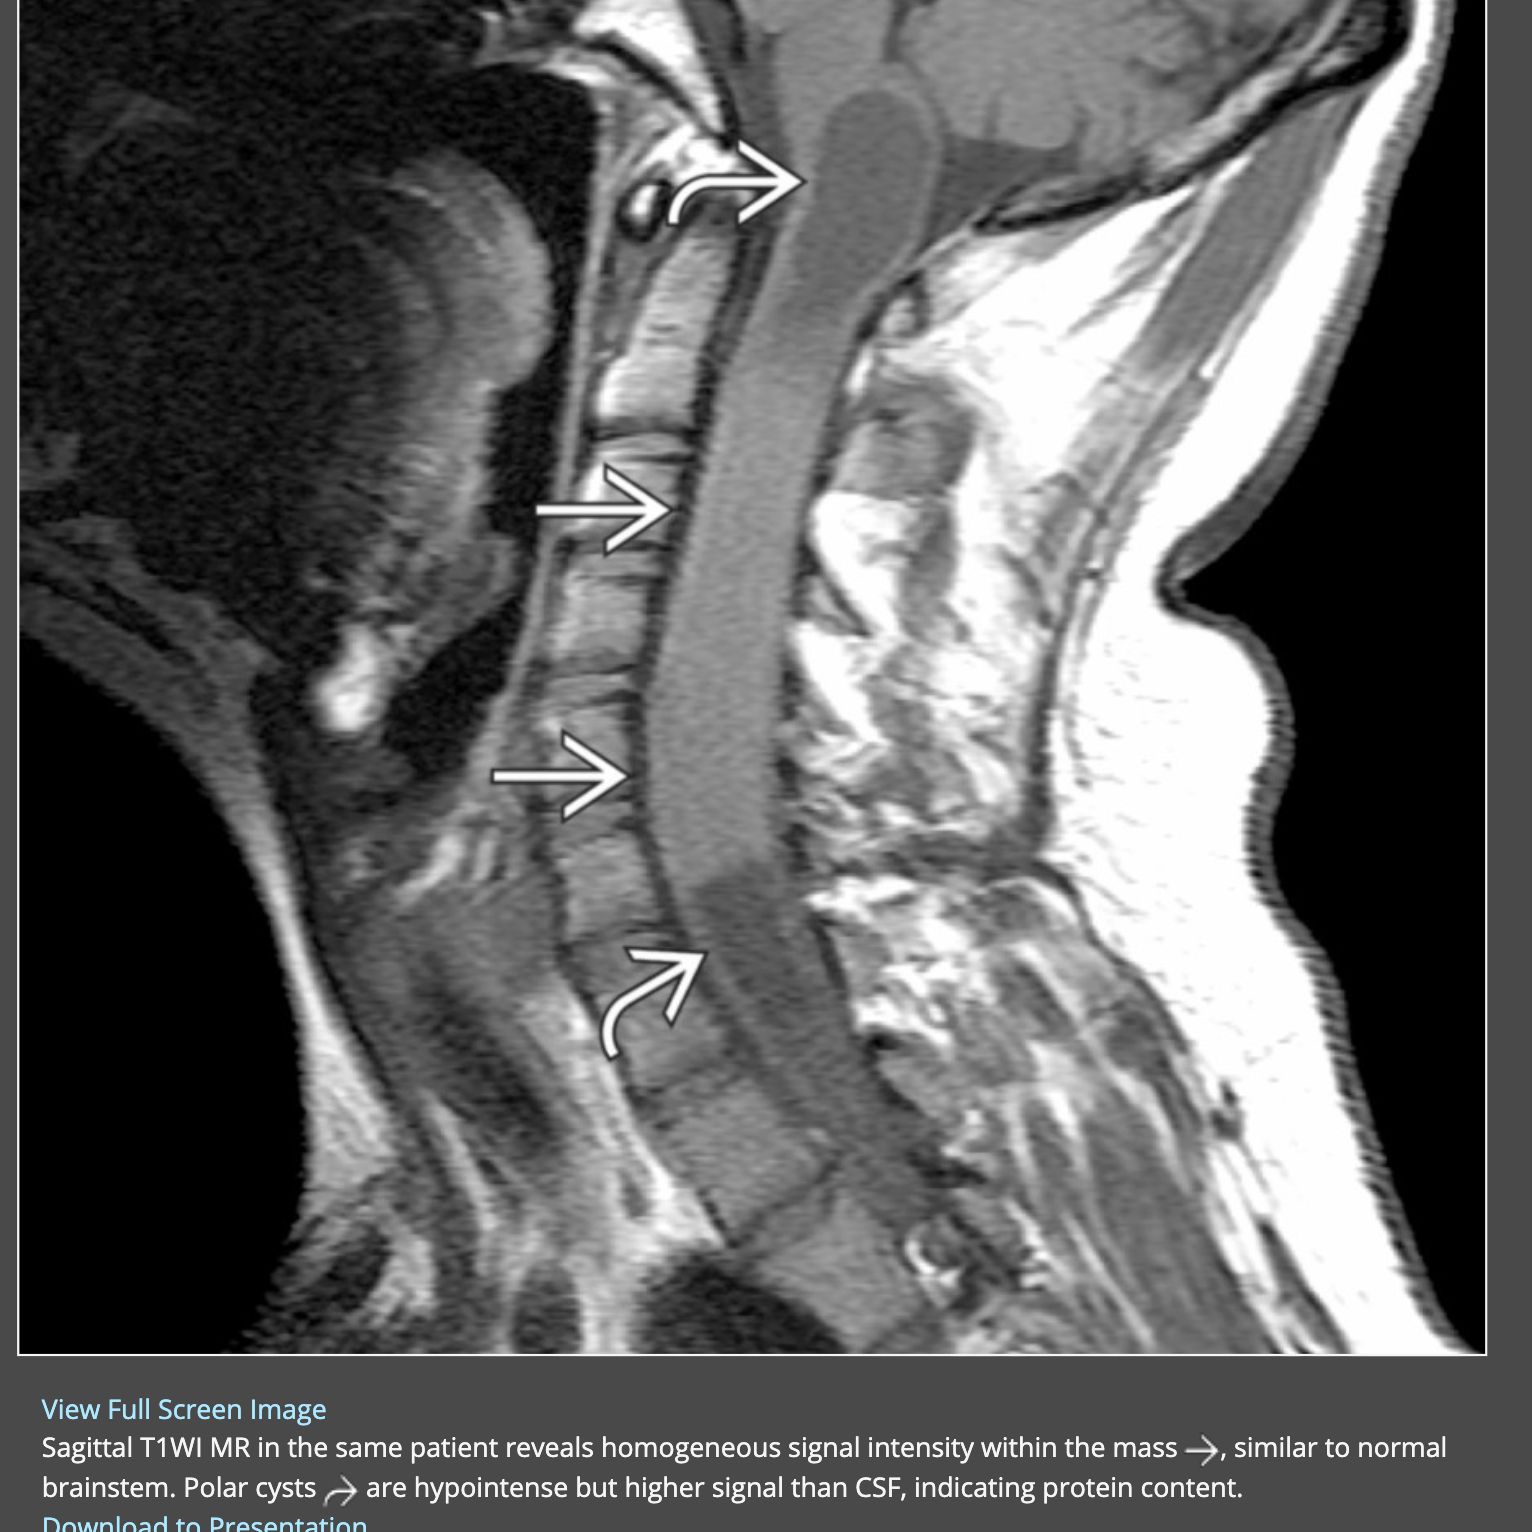 View Full Screen Image
Sagittal T1WI MR in the same patient reveals homogeneous signal intensity within the mass →, similar to normal
brainstem. Polar cysts ↷ are hypointense but higher signal than CSF, indicating protein content.
Download to Presentation